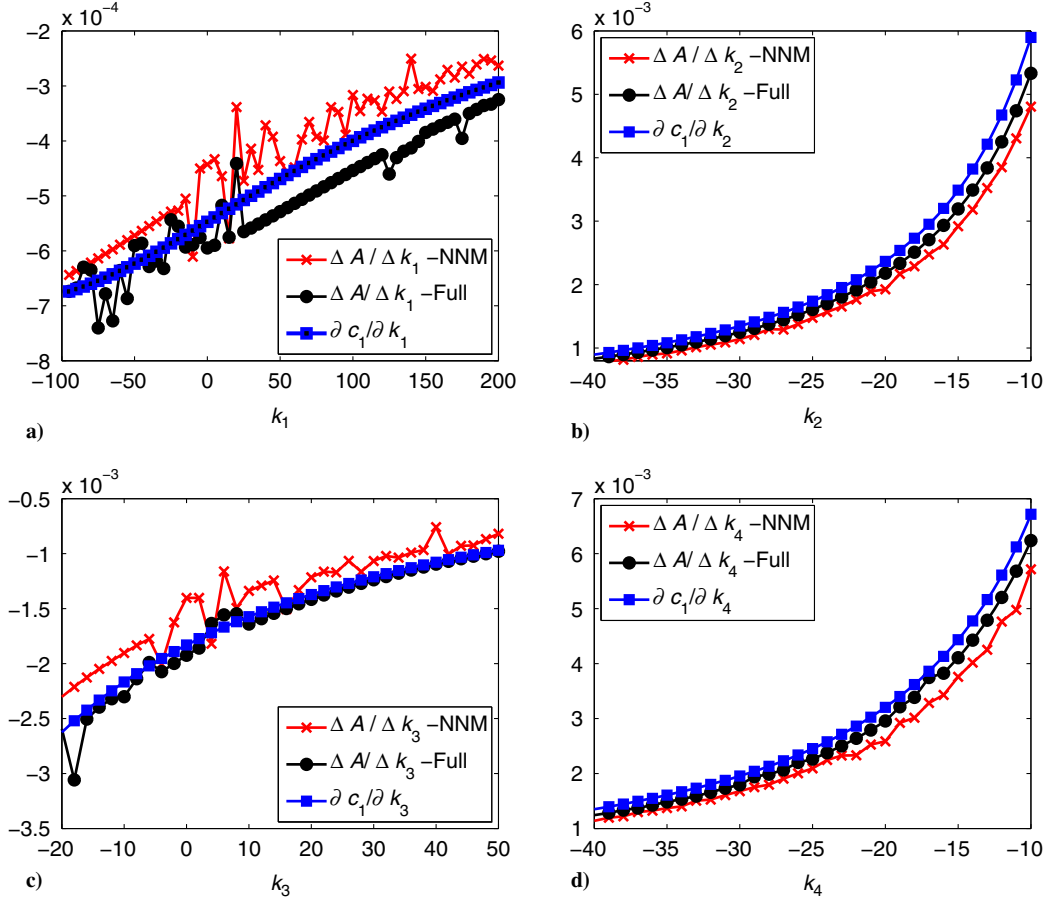 x 10⁻⁴
−2
−3
−4
−5
−6
−7
−8
−100 −50 0 50 100 150 200
Δ A / Δ k₁ −NNM
Δ A / Δ k₁ −Full
∂ c₁/∂ k₁
k₁
a)
x 10⁻³
6
5
4
3
2
1
−40 −35 −30 −25 −20 −15 −10
Δ A / Δ k₂ −NNM
Δ A / Δ k₂ −Full
∂ c₁/∂ k₂
k₂
b)
x 10⁻³
−0.5
−1
−1.5
−2
−2.5
−3
−3.5
−20 −10 0 10 20 30 40 50
Δ A / Δ k₃ −NNM
Δ A/ Δ k₃ −Full
∂ c₁/∂ k₃
k₃
c)
x 10⁻³
7
6
5
4
3
2
1
−40 −35 −30 −25 −20 −15 −10
Δ A / Δ k₄ −NNM
Δ A / Δ k₄ −Full
∂ c₁/∂ k₄
k₄
d)